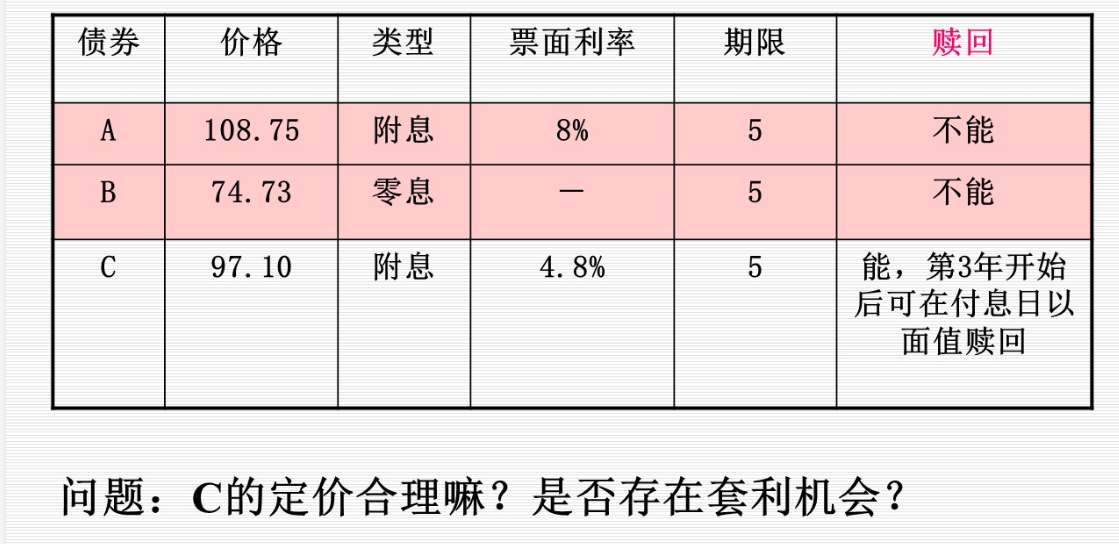 债券 价格 类型 票面利率 期限 赎回
A 108.75 附息 8% 5 不能
B 74.73 零息 — 5 不能
C 97.10 附息 4.8% 5 能，第3年开始
后可在付息日以
面值赎回
问题：C的定价合理嘛？是否存在套利机会？